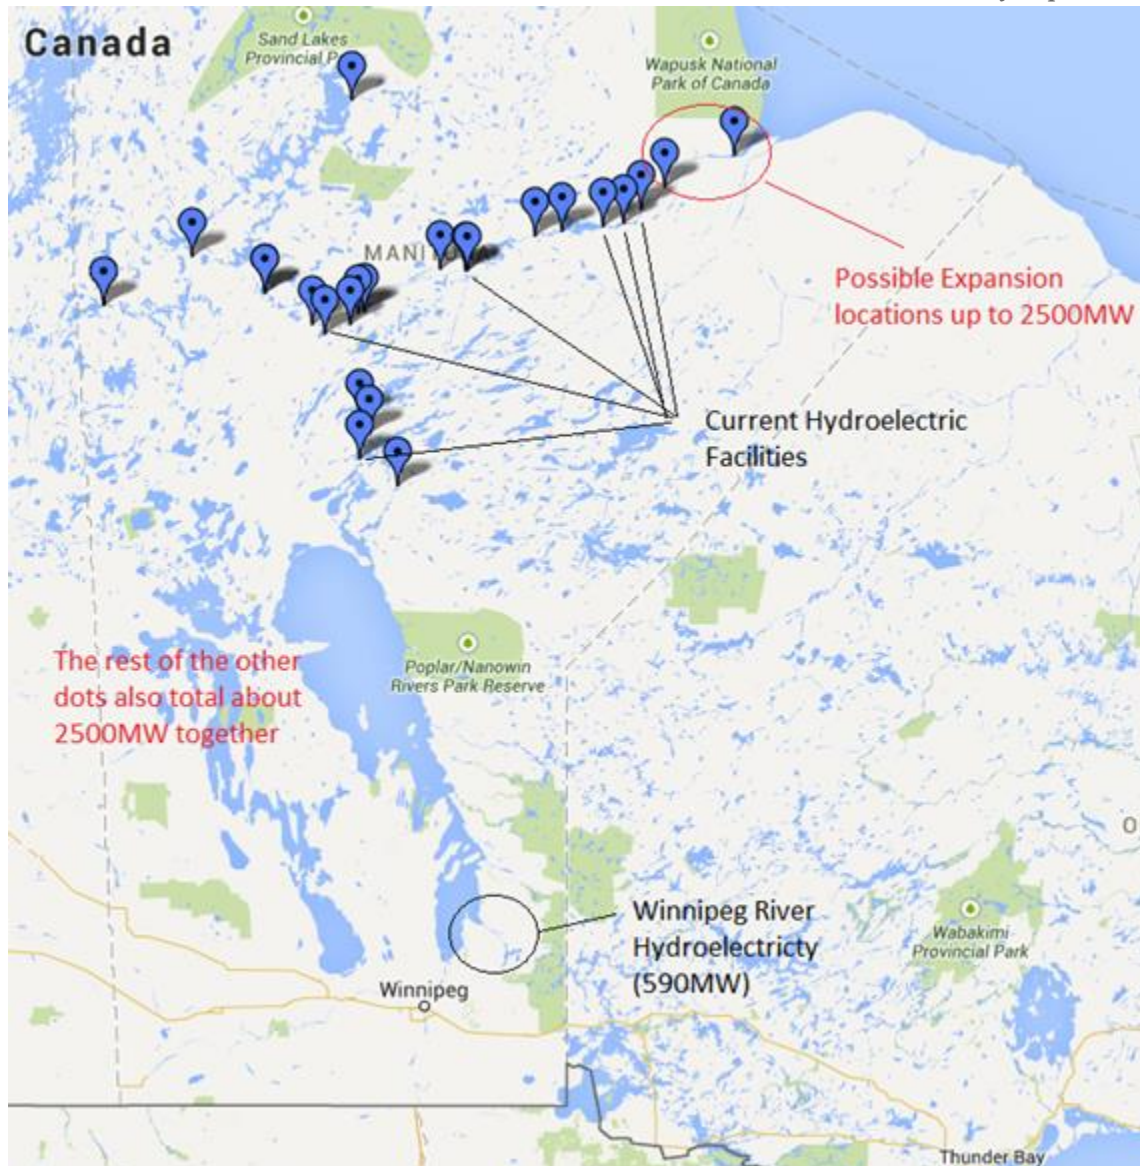 Canada
Sand Lakes
Provincial P
Wapusk National
Park of Canada
MANI
Possible Expansion
locations up to 2500MW
Current Hydroelectric
Facilities
Poplar/Nanowin
Rivers Park Reserve
The rest of the other
dots also total about
2500MW together
O
Winnipeg River
Hydroelectricty
(590MW)
Wabakimi
Provincial Park
Winnipeg
Thunder Bay